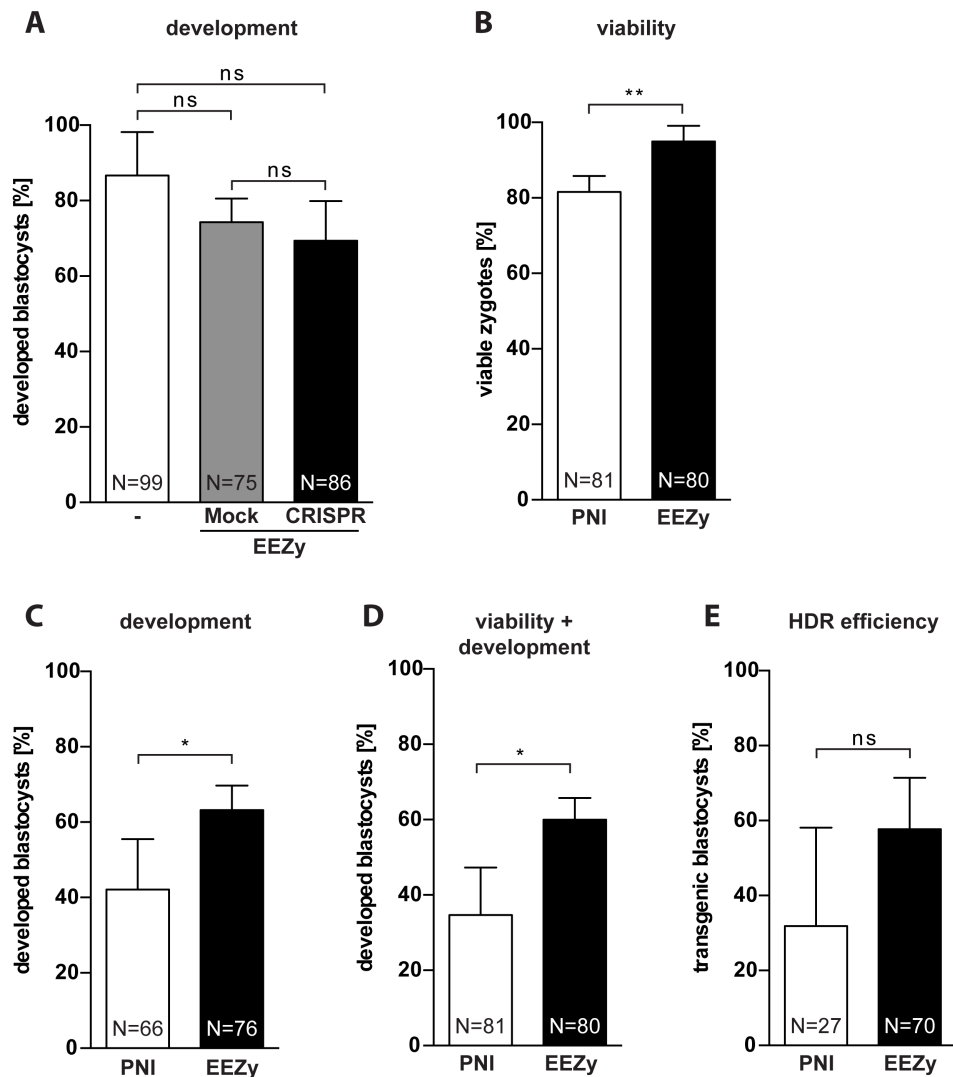 A
development
ns
ns
ns
developed blastocysts [%]
100
80
60
40
20
0
N=99
N=75
N=86
-
Mock
CRISPR
EEZy
B
viability
**
viable zygotes [%]
100
80
60
40
20
0
N=81
N=80
PNI
EEZy
C
development
*
developed blastocysts [%]
100
80
60
40
20
0
N=66
N=76
PNI
EEZy
D
viability +
development
*
developed blastocysts [%]
100
80
60
40
20
0
N=81
N=80
PNI
EEZy
E
HDR efficiency
ns
transgenic blastocysts [%]
100
80
60
40
20
0
N=27
N=70
PNI
EEZy